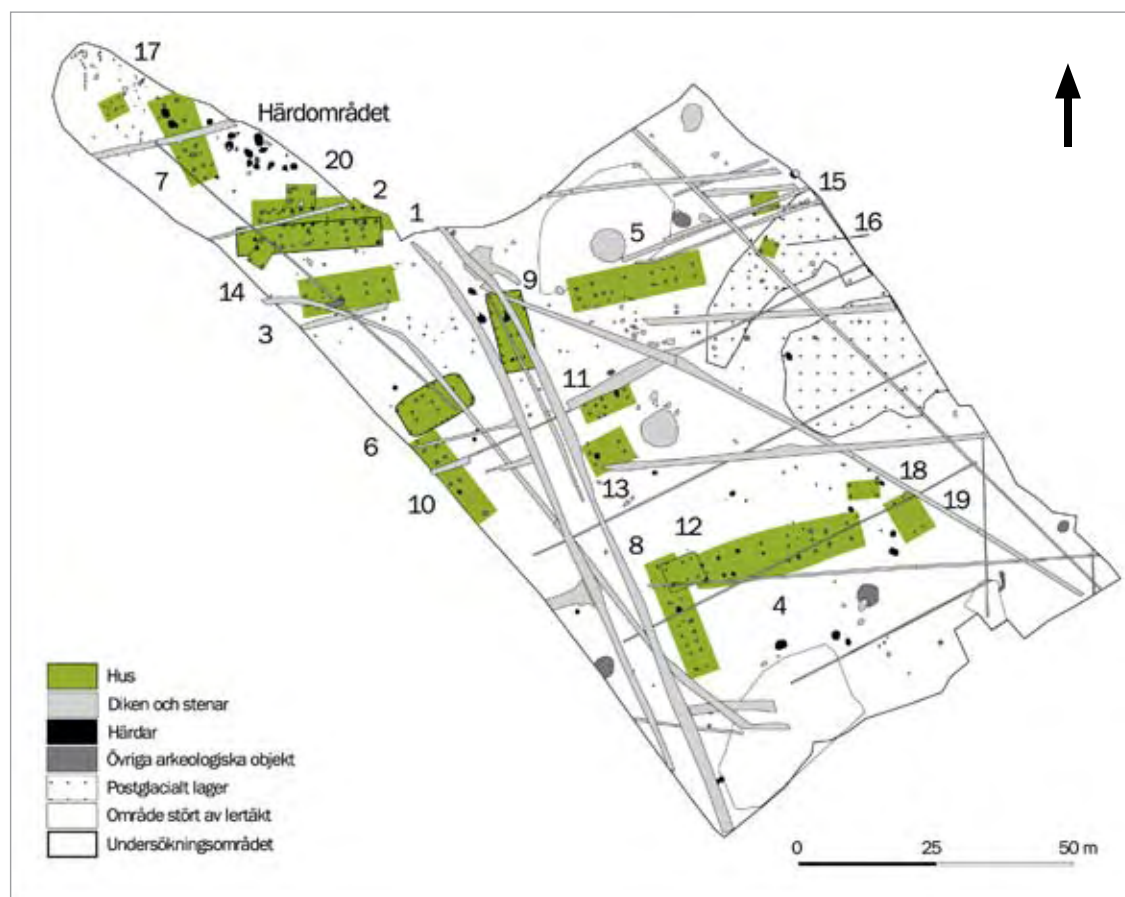 17
Härdområdet
20
7
2
1
15
5
16
9
14
3
11
6
13
18
10
19
12
8
4
Hus
Diken och stenar
Härdar
Övriga arkeologiska objekt
Postglacialt lager
Område stört av lertäkt
Undersökningsområdet
0 25 50 m